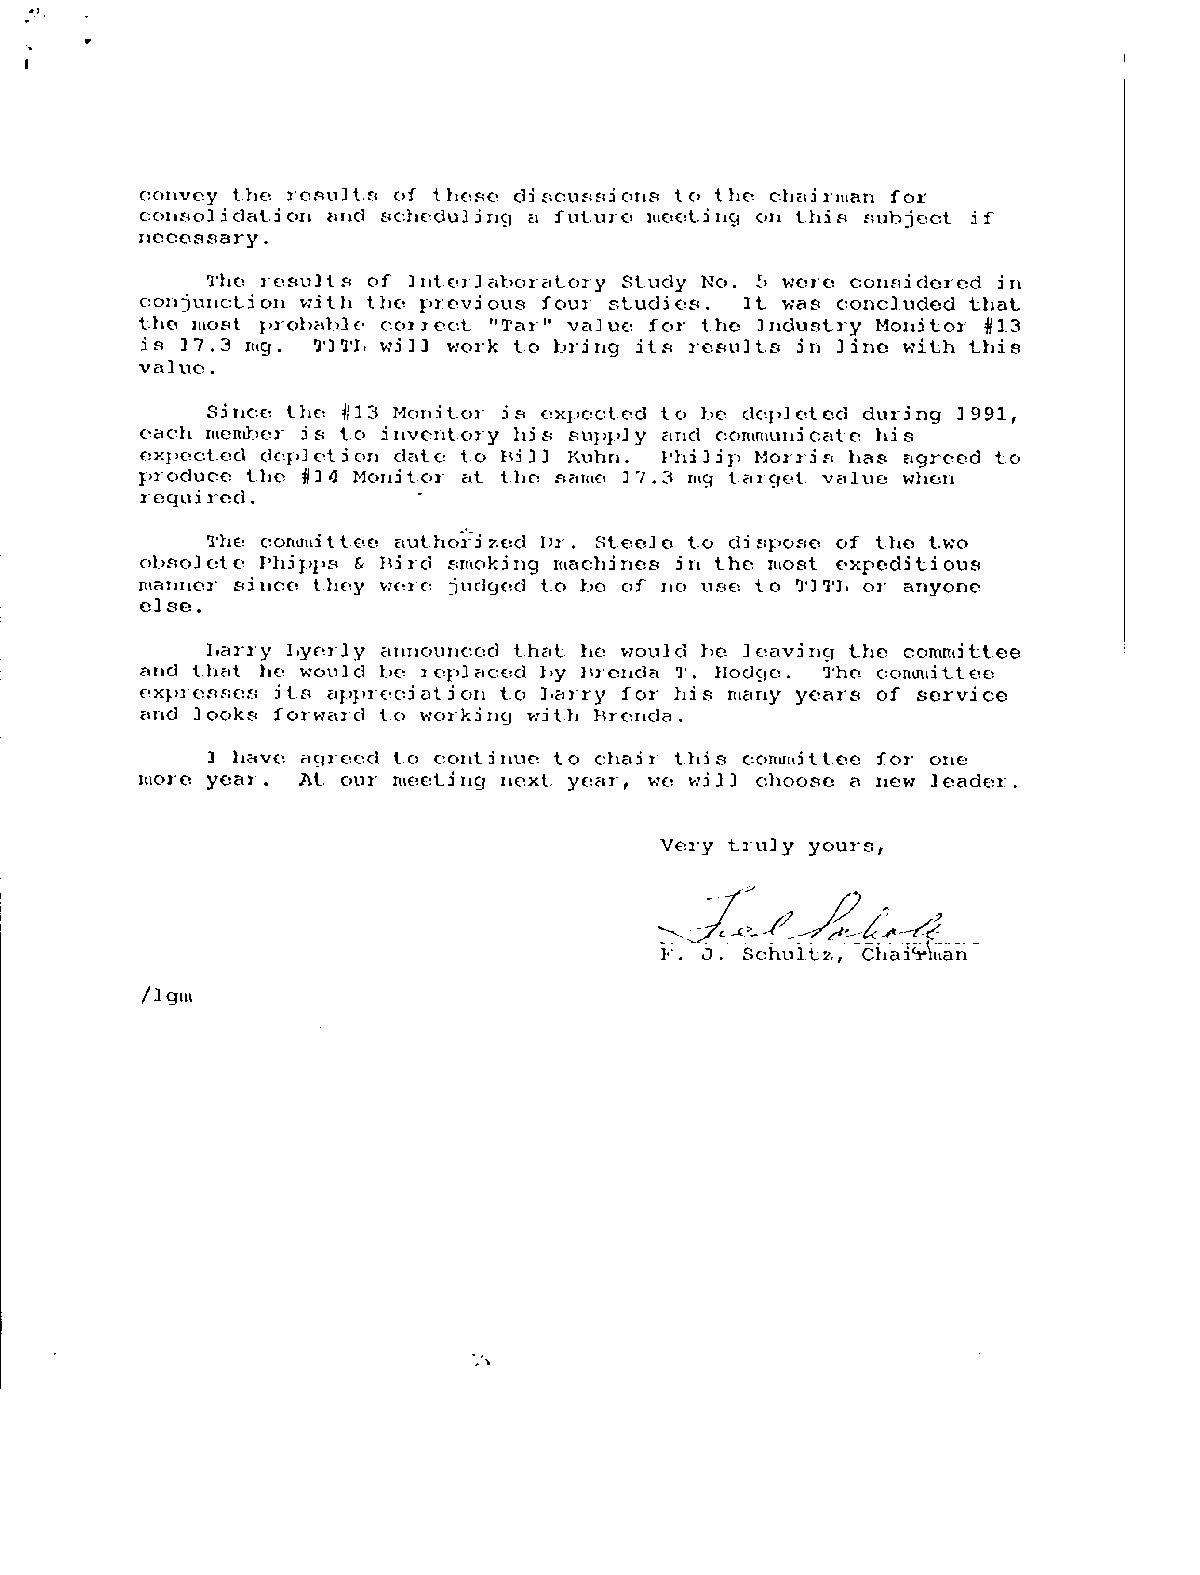 convey the results of these discussions to the chairman for
consolidation and scheduling a future meeting on this subject if
necessary.
The results of Interlaboratory Study No. 5 were considered in
conjunction with the previous four studies. It was concluded that
the most probable correct "Tar" value for the Industry Monitor #13
is 17.3 mg. TITL will work to bring its results in line with this
value.
Since the #13 Monitor is expected to be depleted during 1991,
each member is to inventory his supply and communicate his
expected depletion date to Bill Kuhn. Philip Morris has agreed to
produce the #14 Monitor at the same 17.3 mg target value when
required.
The committee authorized Dr. Steele to dispose of the two
obsolete Phipps & Bird smoking machines in the most expeditious
manner since they were judged to be of no use to TITL or anyone
else.
Larry Lyerly announced that he would be leaving the committee
and that he would be replaced by Brenda T. Hodge. The committee
expresses its appreciation to Larry for his many years of service
and looks forward to working with Brenda.
I have agreed to continue to chair this committee for one
more year. At our meeting next year, we will choose a new leader.
Very truly yours,
Fred Schultz
F. J. Schultz, Chairman
/lgm